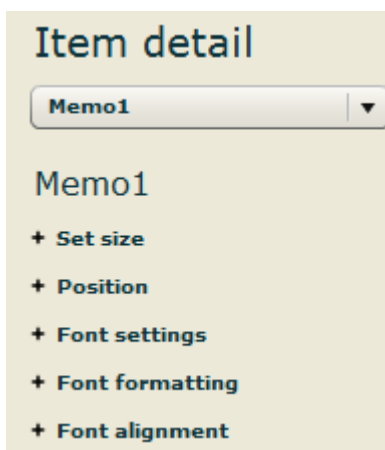 Item detail
Memo1
Memo1
+ Set size
+ Position
+ Font settings
+ Font formatting
+ Font alignment